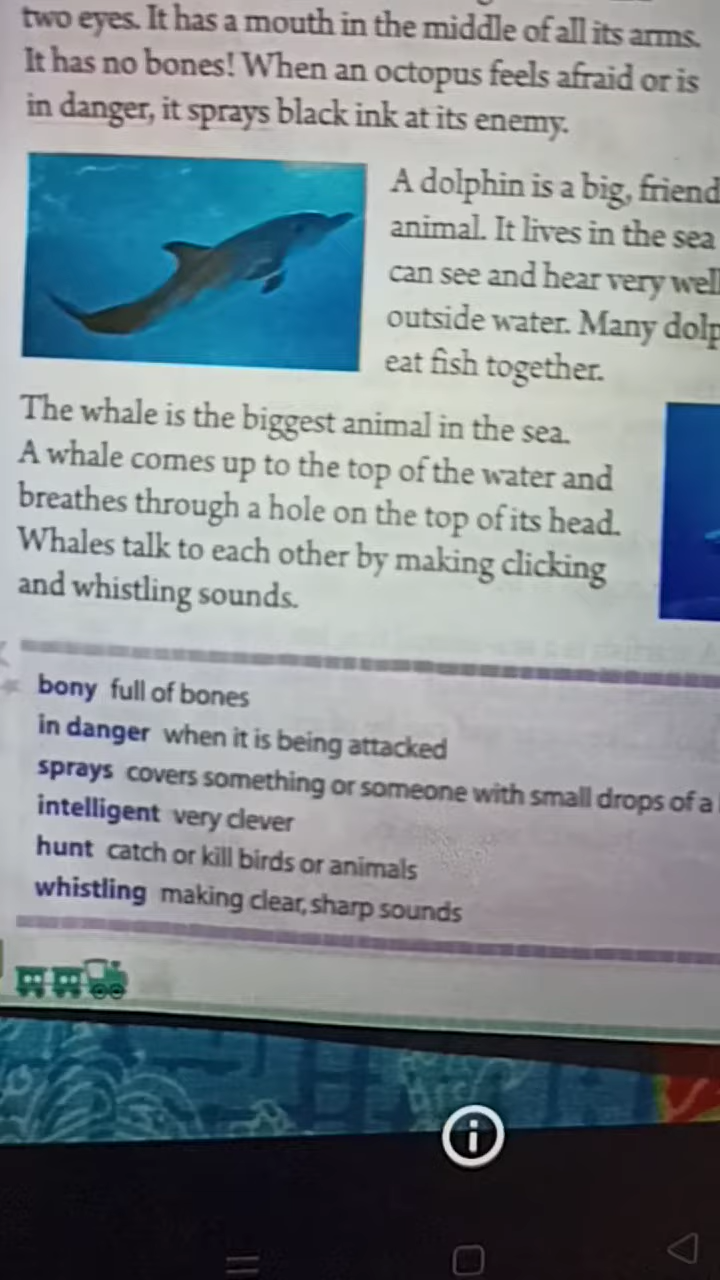 two eyes. It has a mouth in the middle of all its arms.
It has no bones! When an octopus feels afraid or is
in danger, it sprays black ink at its enemy.
A dolphin is a big, friend
animal. It lives in the sea
can see and hear very well
outside water. Many dolp
eat fish together.
The whale is the biggest animal in the sea.
A whale comes up to the top of the water and
breathes through a hole on the top of its head.
Whales talk to each other by making clicking
and whistling sounds.
bony full of bones
in danger when it is being attacked
sprays covers something or someone with small drops of a
intelligent very clever
hunt catch or kill birds or animals
whistling making clear, sharp sounds